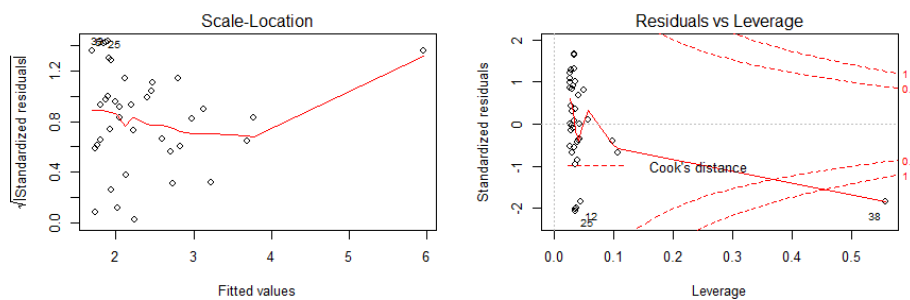 Scale-Location
√|Standardized residuals|
0.0 0.4 0.8 1.2
25
2 3 4 5 6
Fitted values
Residuals vs Leverage
Standardized residuals
-2 -1 0 1 2
Cook's distance
12
25
38
1
0.
0.
1
0.0 0.1 0.2 0.3 0.4 0.5
Leverage